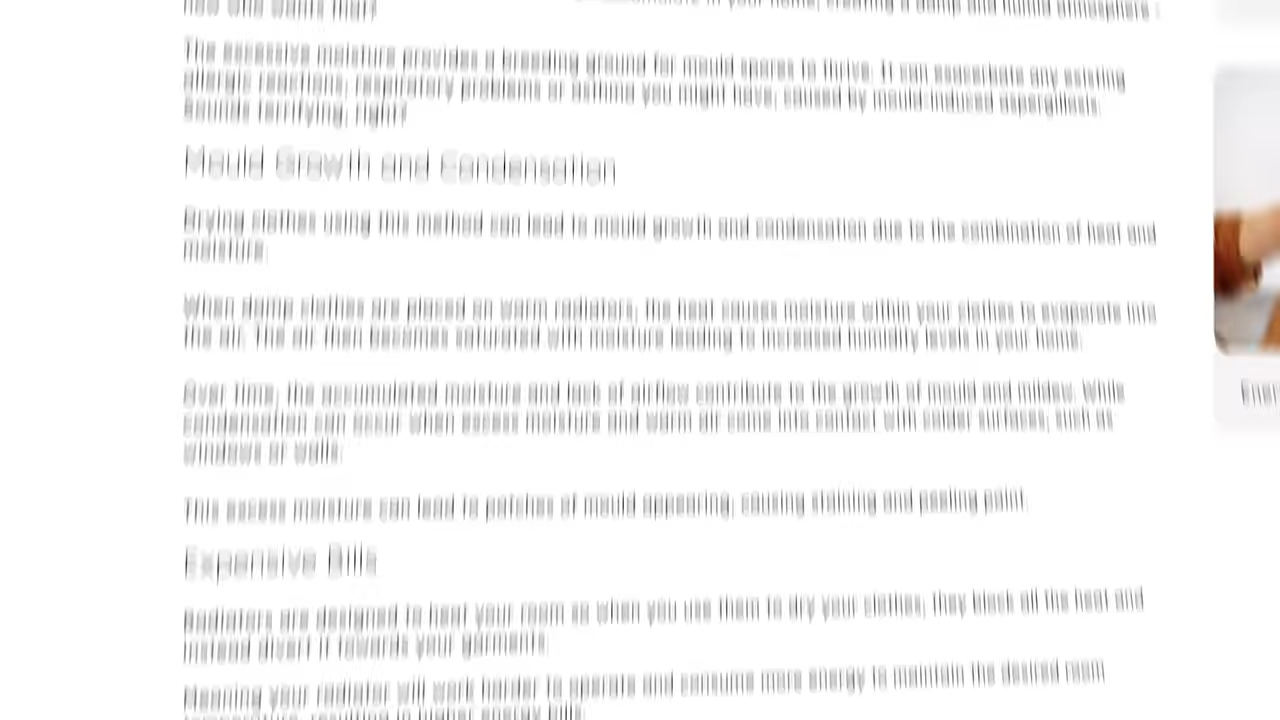 The excessive moisture provides a breeding ground for mould spores to thrive. It can exacerbate any existing
allergic reactions, respiratory problems or asthma you might have, caused by mould-induced aspergillosis.
Sounds terrifying, right?
Mould Growth and Condensation
Drying clothes using this method can lead to mould growth and condensation due to the combination of heat and
moisture.
When damp clothes are placed on warm radiators, the heat causes moisture within your clothes to evaporate into
the air. The air then becomes saturated with moisture leading to increased humidity levels in your home.
Over time, the accumulated moisture and lack of airflow contribute to the growth of mould and mildew. While
condensation can occur when excess moisture and warm air come into contact with colder surfaces, such as
windows or walls.
This excess moisture can lead to patches of mould appearing, causing staining and peeling paint.
Expensive Bills
Radiators are designed to heat your room so when you use them to dry your clothes, they block all the heat and
instead divert it towards your garments.
Meaning your radiator will work harder to operate and consume more energy to maintain the desired room